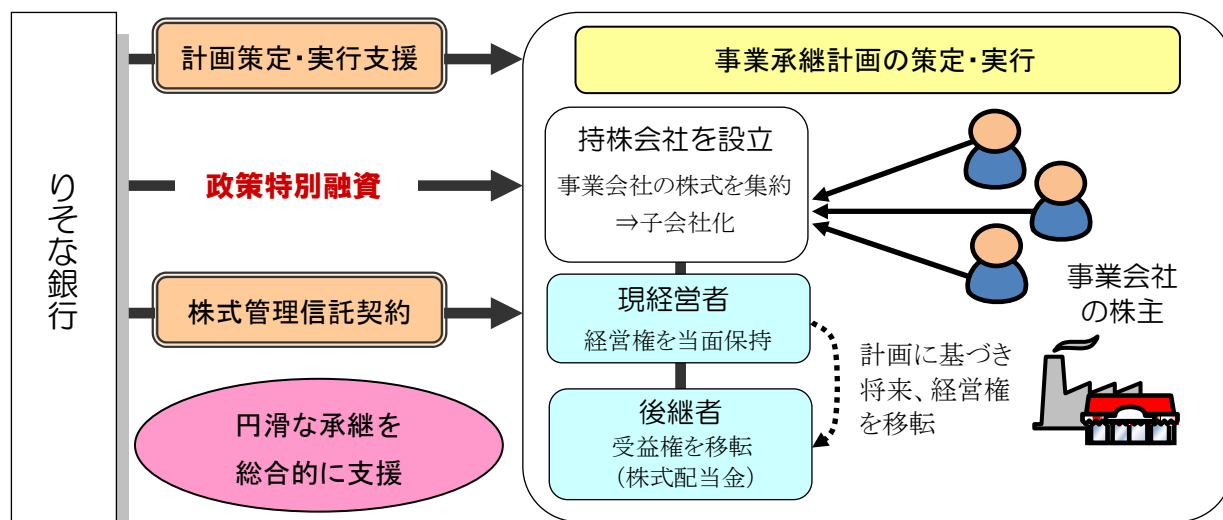 りそな銀行
計画策定・実行支援
政策特別融資
株式管理信託契約
円滑な承継を
総合的に支援
事業承継計画の策定・実行
持株会社を設立
事業会社の株式を集約
⇒子会社化
現経営者
経営権を当面保持
後継者
受益権を移転
（株式配当金）
計画に基づき
将来、経営権
を移転
事業会社
の株主